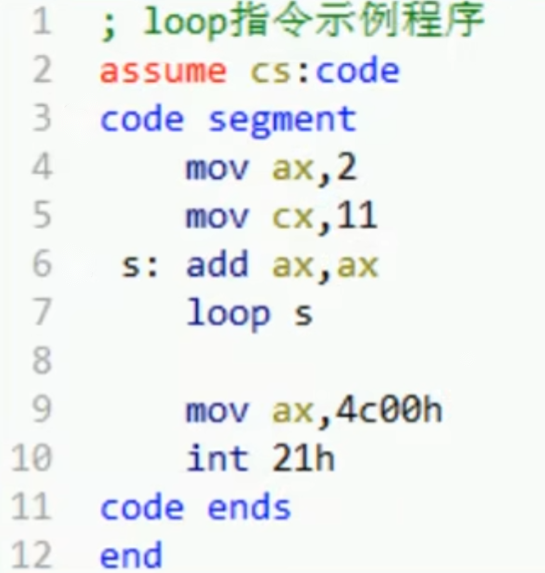 1 ; loop指令示例程序
2 assume cs:code
3 code segment
4 mov ax,2
5 mov cx,11
6 s: add ax,ax
7 loop s
8
9 mov ax,4c00h
10 int 21h
11 code ends
12 end